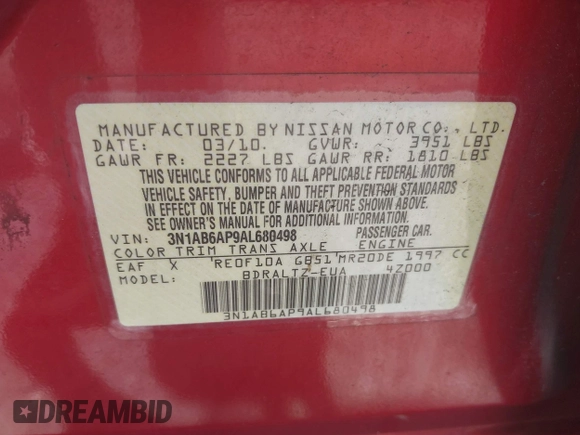 MANUFACTURED BY NISSAN MOTOR CO., LTD.
DATE: 03/10. GVWR: 3951 LBS
GAWR FR: 2227 LBS GAWR RR: 1810 LBS
THIS VEHICLE CONFORMS TO ALL APPLICABLE FEDERAL MOTOR
VEHICLE SAFETY, BUMPER AND THEFT PREVENTION STANDARDS
IN EFFECT ON THE DATE OF MANUFACTURE SHOWN ABOVE.
SEE OWNER'S MANUAL FOR ADDITIONAL INFORMATION.
VIN: 3N1AB6AP9AL680498 PASSENGER CAR.
COLOR TRIM TRANS AXLE ENGINE
EAF X RE0F10A GB51 MR20DE 1997 CC
MODEL: BDRALTZ-EUA 4Z000
3N1AB6AP9AL680498
DREAMBID